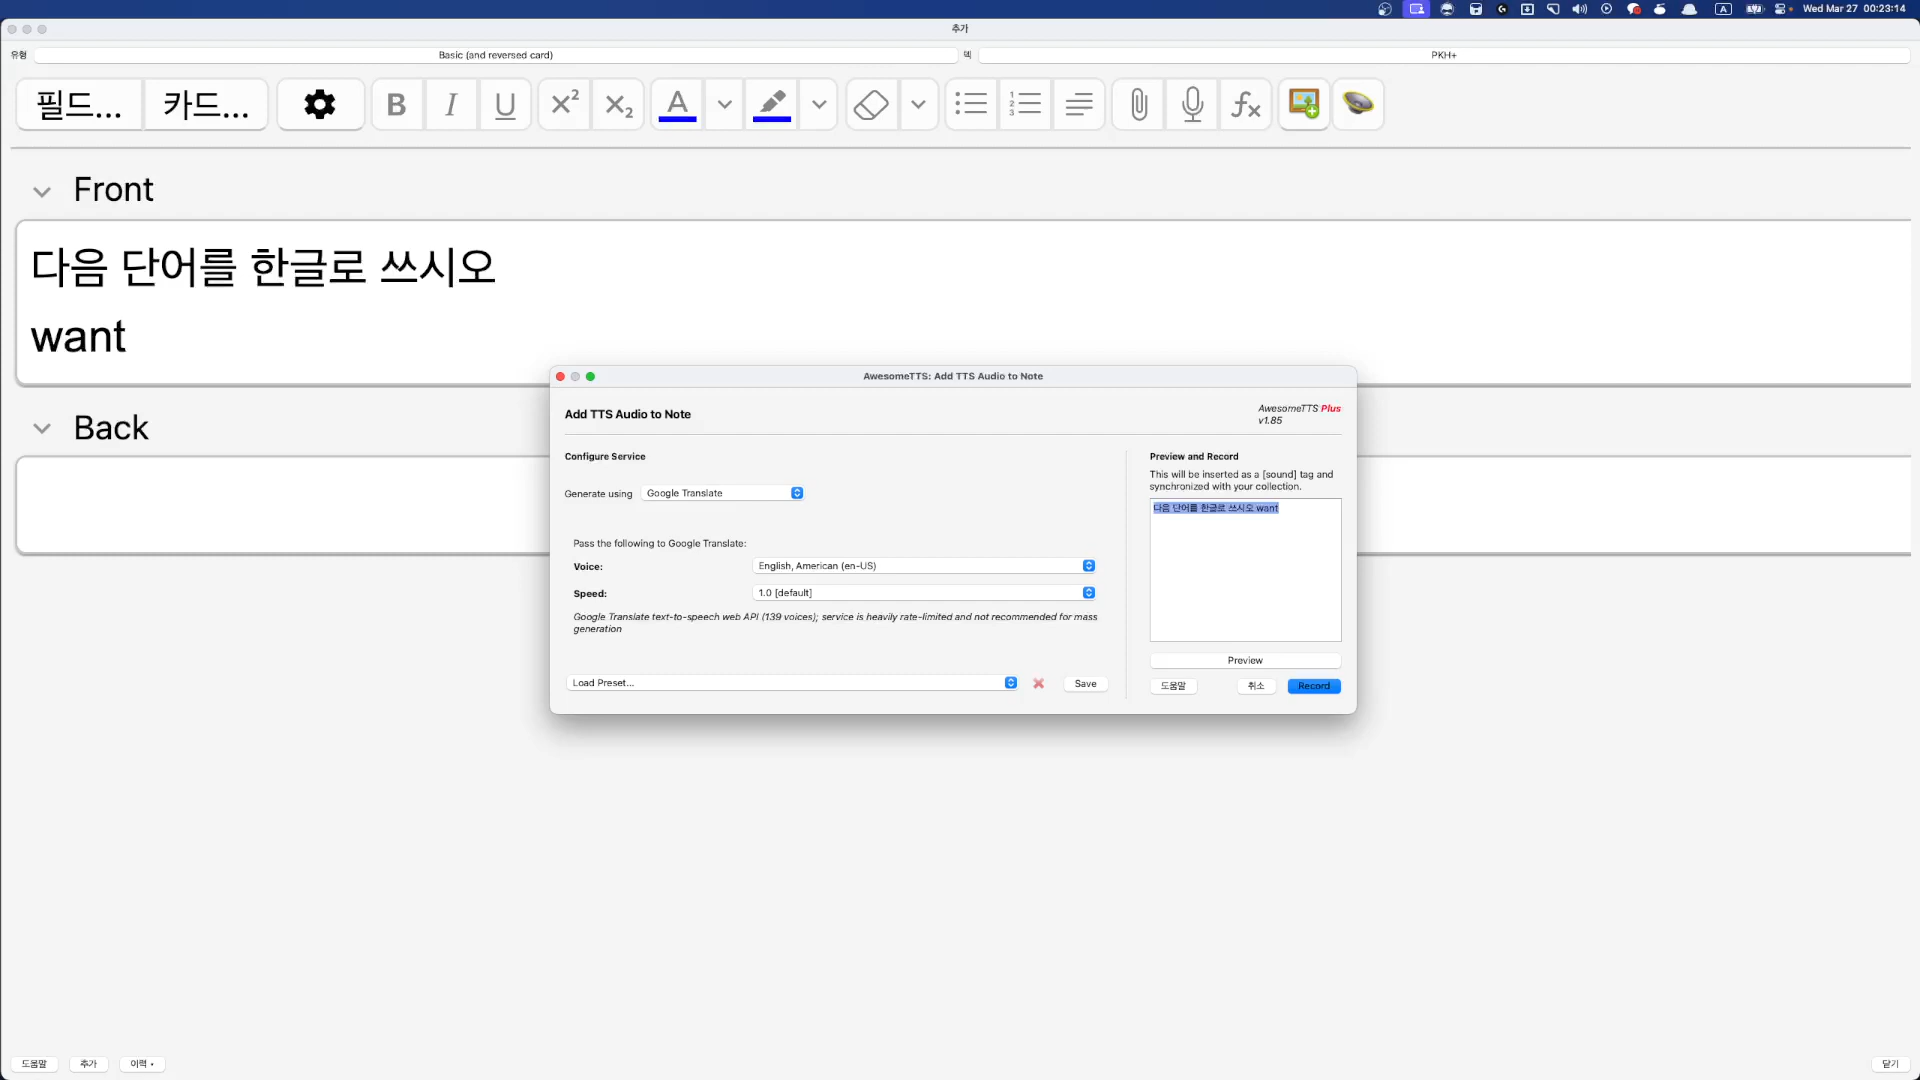 Wed Mar 27 00:23:14
추가
유형
Basic (and reversed card)
덱
PKH+
필드...
카드...
Front
다음 단어를 한글로 쓰시오
want
Back
AwesomeTTS: Add TTS Audio to Note
Add TTS Audio to Note
AwesomeTTS Plus
v1.85
Configure Service
Generate using
Google Translate
Pass the following to Google Translate:
Voice:
English, American (en-US)
Speed:
1.0 [default]
Google Translate text-to-speech web API (139 voices); service is heavily rate-limited and not recommended for mass
generation
Load Preset...
Save
Preview and Record
This will be inserted as a [sound] tag and
synchronized with your collection.
다음 단어를 한글로 쓰시오 want
Preview
도움말
취소
Record
도움말
추가
이력
닫기